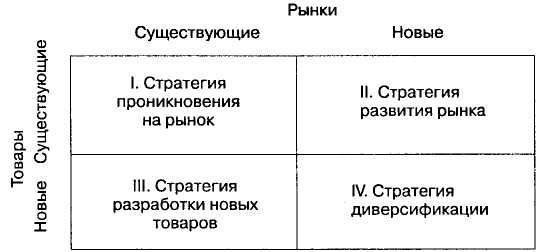 Рынки
Существующие
Новые
Товары
Существующие
Новые
I. Стратегия
проникновения
на рынок
II. Стратегия
развития рынка
III. Стратегия
разработки новых
товаров
IV. Стратегия
диверсификации